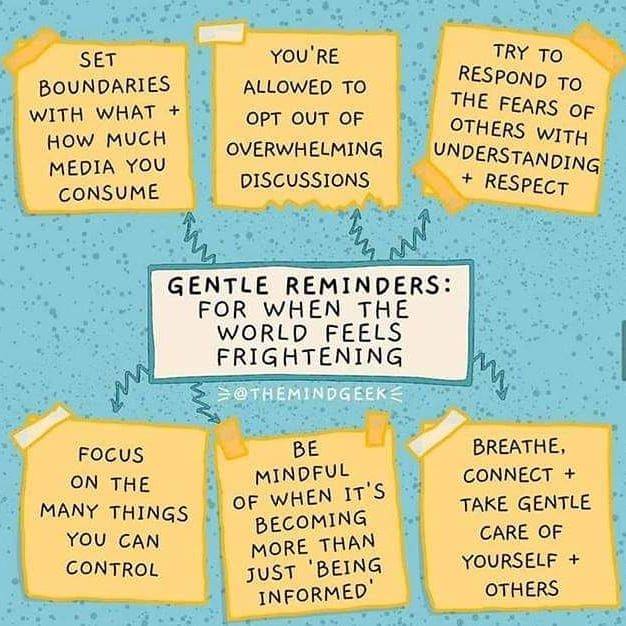 SET
BOUNDARIES
WITH WHAT +
HOW MUCH
MEDIA YOU
CONSUME
YOU'RE
ALLOWED TO
OPT OUT OF
OVERWHELMING
DISCUSSIONS
TRY TO
RESPOND TO
THE FEARS OF
OTHERS WITH
UNDERSTANDING
+ RESPECT
GENTLE REMINDERS:
FOR WHEN THE
WORLD FEELS
FRIGHTENING
@THEMINDGEEK
FOCUS
ON THE
MANY THINGS
YOU CAN
CONTROL
BE
MINDFUL
OF WHEN IT'S
BECOMING
MORE THAN
JUST 'BEING
INFORMED'
BREATHE,
CONNECT +
TAKE GENTLE
CARE OF
YOURSELF +
OTHERS